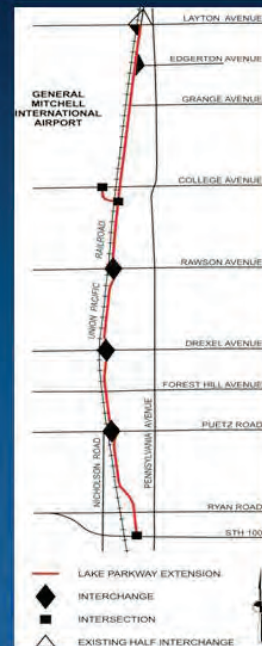 LAYTON AVENUE
EDGERTON AVENUE
GENERAL
MITCHELL
INTERNATIONAL
AIRPORT
GRANGE AVENUE
COLLEGE AVENUE
RAILROAD
RAWSON AVENUE
UNION PACIFIC
DREXEL AVENUE
FOREST HILL AVENUE
PENNSYLVANIA AVENUE
PUETZ ROAD
NICHOLSON ROAD
RYAN ROAD
STH 100
LAKE PARKWAY EXTENSION
INTERCHANGE
INTERSECTION
EXISTING HALF INTERCHANGE